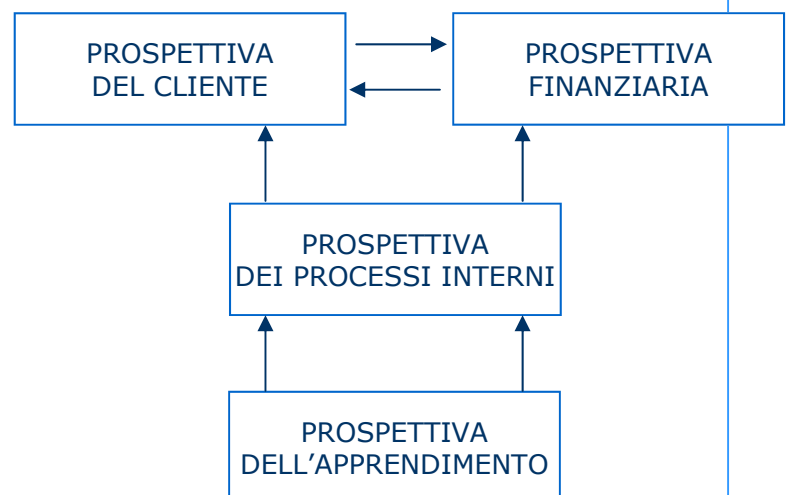 PROSPETTIVA
DEL CLIENTE
PROSPETTIVA
FINANZIARIA
PROSPETTIVA
DEI PROCESSI INTERNI
PROSPETTIVA
DELL’APPRENDIMENTO